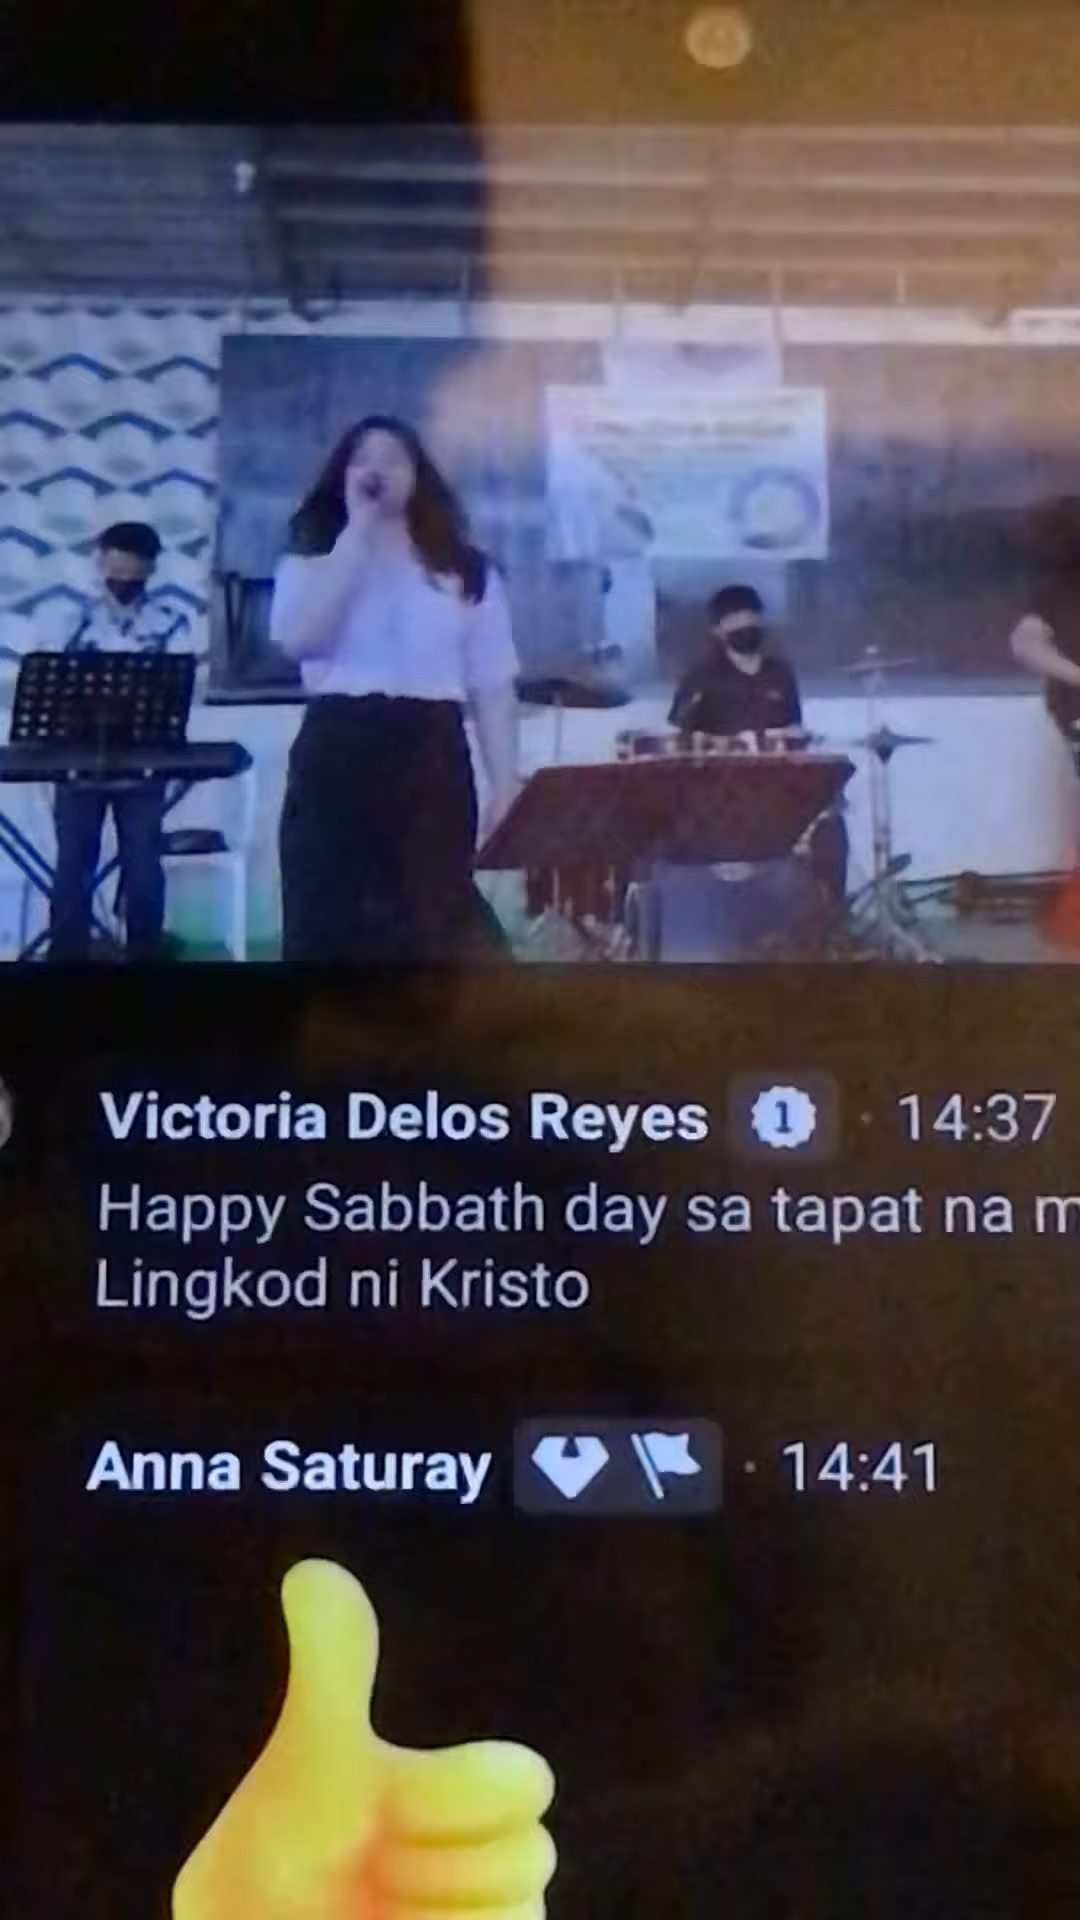 Victoria Delos Reyes 1 · 14:37
Happy Sabbath day sa tapat na m
Lingkod ni Kristo
Anna Saturay · 14:41